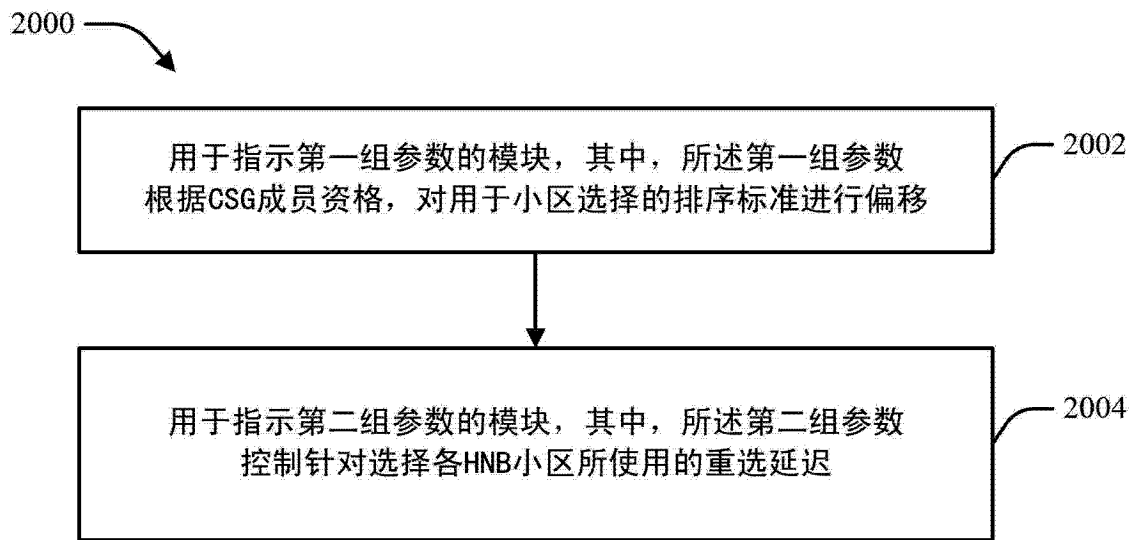 2000
用于指示第一组参数的模块，其中，所述第一组参数
根据CSG成员资格，对用于小区选择的排序标准进行偏移
2002
用于指示第二组参数的模块，其中，所述第二组参数
控制针对选择各HNB小区所使用的重选延迟
2004